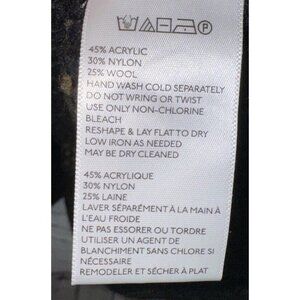 45% ACRYLIC
30% NYLON
25% WOOL
HAND WASH COLD SEPARATELY
DO NOT WRING OR TWIST
USE ONLY NON-CHLORINE
BLEACH
RESHAPE & LAY FLAT TO DRY
LOW IRON AS NEEDED
MAY BE DRY CLEANED
45% ACRYLIQUE
30% NYLON
25% LAINE
LAVER SÉPARÉMENT À LA MAIN À
L'EAU FROIDE
NE PAS ESSORER OU TORDRE
UTILISER UN AGENT DE
BLANCHIMENT SANS CHLORE SI
NÉCESSAIRE
REMODELER ET SÉCHER À PLAT